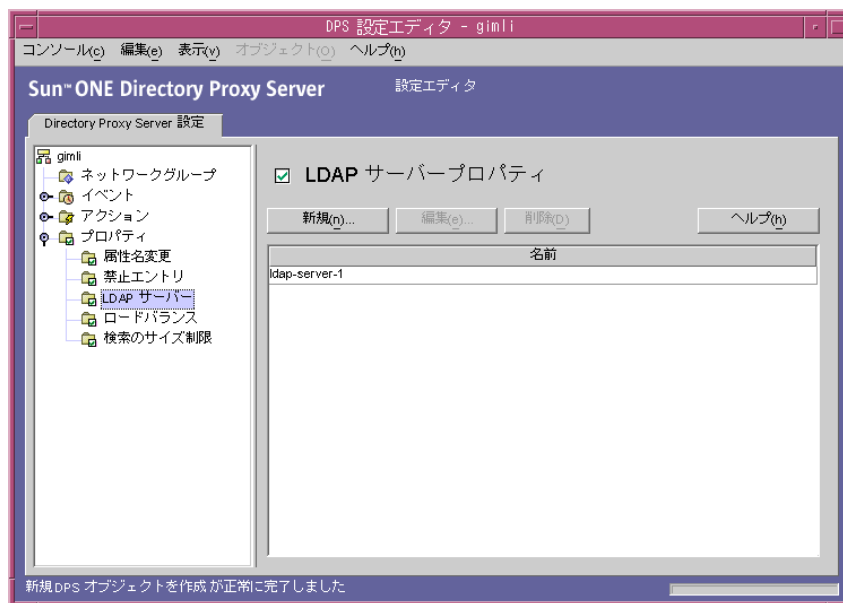 DPS 設定エディタ - gimli
コンソール(c) 編集(e) 表示(v) オブジェクト(o) ヘルプ(h)
Sun™ ONE Directory Proxy Server 設定エディタ
Directory Proxy Server 設定
gimli
ネットワークグループ
イベント
アクション
プロパティ
属性名変更
禁止エントリ
LDAP サーバー
ロードバランス
検索のサイズ制限
LDAP サーバープロパティ
新規(n)... 編集(e)... 削除(D) ヘルプ(h)
名前
ldap-server-1
新規DPS オブジェクトを作成 が正常に完了しました